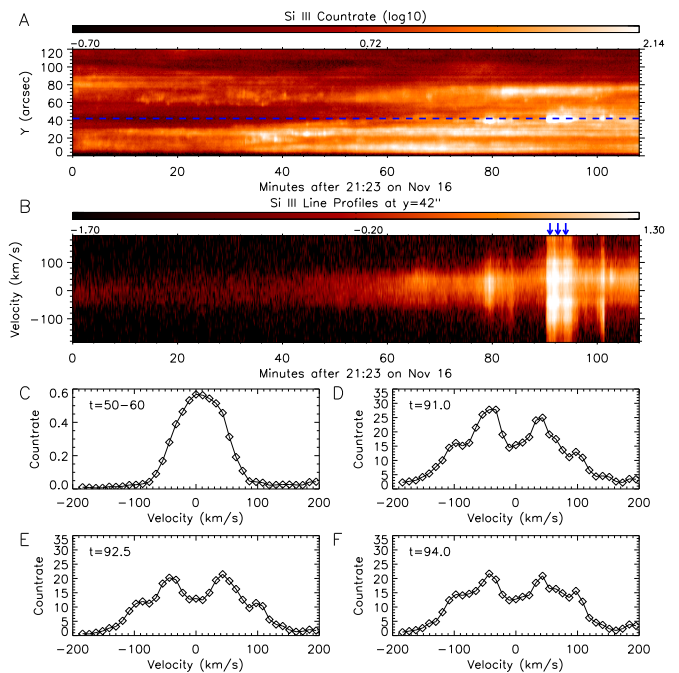 A
Si III Countrate (log10)
−0.70 0.72 2.14
120
100
80
60
40
20
0
Y (arcsec)
0 20 40 60 80 100
Minutes after 21:23 on Nov 16
B
Si III Line Profiles at y=42"
−1.70 −0.20 1.30
100
0
−100
Velocity (km/s)
0 20 40 60 80 100
Minutes after 21:23 on Nov 16
C
t=50−60
0.6
0.4
0.2
0.0
Countrate
−200 −100 0 100 200
Velocity (km/s)
D
t=91.0
35
30
25
20
15
10
5
0
Countrate
−200 −100 0 100 200
Velocity (km/s)
E
t=92.5
35
30
25
20
15
10
5
0
Countrate
−200 −100 0 100 200
Velocity (km/s)
F
t=94.0
35
30
25
20
15
10
5
0
Countrate
−200 −100 0 100 200
Velocity (km/s)